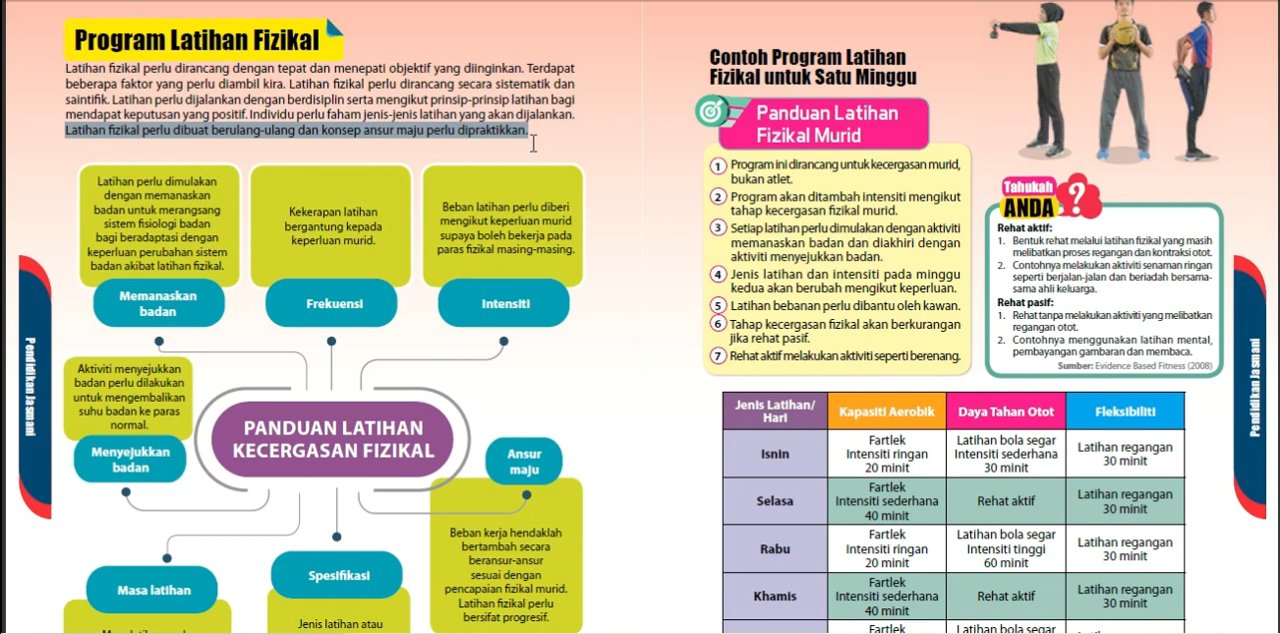 Program Latihan Fizikal
Latihan fizikal perlu dirancang dengan tepat dan menepati objektif yang diinginkan. Terdapat
beberapa faktor yang perlu diambil kira. Latihan fizikal perlu dirancang secara sistematik dan
saintifik. Latihan perlu dijalankan dengan berdisiplin serta mengikut prinsip-prinsip latihan bagi
mendapat keputusan yang positif. Individu perlu faham jenis-jenis latihan yang akan dijalankan.
Latihan fizikal perlu dibuat berulang-ulang dan konsep ansur maju perlu dipraktikkan.
Latihan perlu dimulakan
dengan memanaskan
badan untuk merangsang
sistem fisiologi badan
bagi beradaptasi dengan
keperluan perubahan sistem
badan akibat latihan fizikal.
Memanaskan
badan
Kekerapan latihan
bergantung kepada
keperluan murid.
Frekuensi
Beban latihan perlu diberi
mengikut keperluan murid
supaya boleh bekerja pada
paras fizikal masing-masing.
Intensiti
Aktiviti menyejukkan
badan perlu dilakukan
untuk mengembalikan
suhu badan ke paras
normal.
Menyejukkan
badan
PANDUAN LATIHAN
KECERGASAN FIZIKAL
Ansur
maju
Beban kerja hendaklah
bertambah secara
beransur-ansur
sesuai dengan
pencapaian fizikal murid.
Latihan fizikal perlu
bersifat progresif.
Masa latihan
Spesifikasi
Jenis latihan atau
Pendidikan Jasmani
Contoh Program Latihan
Fizikal untuk Satu Minggu
Panduan Latihan
Fizikal Murid
1 Program ini dirancang untuk kecergasan murid,
bukan atlet.
2 Program akan ditambah intensiti mengikut
tahap kecergasan fizikal murid.
3 Setiap latihan perlu dimulakan dengan aktiviti
memanaskan badan dan diakhiri dengan
aktiviti menyejukkan badan.
4 Jenis latihan dan intensiti pada minggu
kedua akan berubah mengikut keperluan.
5 Latihan bebanan perlu dibantu oleh kawan.
6 Tahap kecergasan fizikal akan berkurangan
jika rehat pasif.
7 Rehat aktif melakukan aktiviti seperti berenang.
Tahukah
ANDA ?
Rehat aktif:
1. Bentuk rehat melalui latihan fizikal yang masih
melibatkan proses regangan dan kontraksi otot.
2. Contohnya melakukan aktiviti senaman ringan
seperti berjalan-jalan dan beriadah bersama-
sama ahli keluarga.
Rehat pasif:
1. Rehat tanpa melakukan aktiviti yang melibatkan
regangan otot.
2. Contohnya menggunakan latihan mental,
pembayangan gambaran dan membaca.
Sumber: Evidence Based Fitness (2008)
Jenis Latihan/
Hari
Kapasiti Aerobik
Daya Tahan Otot
Fleksibiliti
Isnin
Fartlek
Intensiti ringan
20 minit
Latihan bola segar
Intensiti sederhana
30 minit
Latihan regangan
30 minit
Selasa
Fartlek
Intensiti sederhana
40 minit
Rehat aktif
Latihan regangan
30 minit
Rabu
Fartlek
Intensiti ringan
20 minit
Latihan bola segar
Intensiti tinggi
60 minit
Latihan regangan
30 minit
Khamis
Fartlek
Intensiti sederhana
40 minit
Rehat aktif
Latihan regangan
30 minit
Fartlek
Latihan bola segar
Pendidikan Jasmani